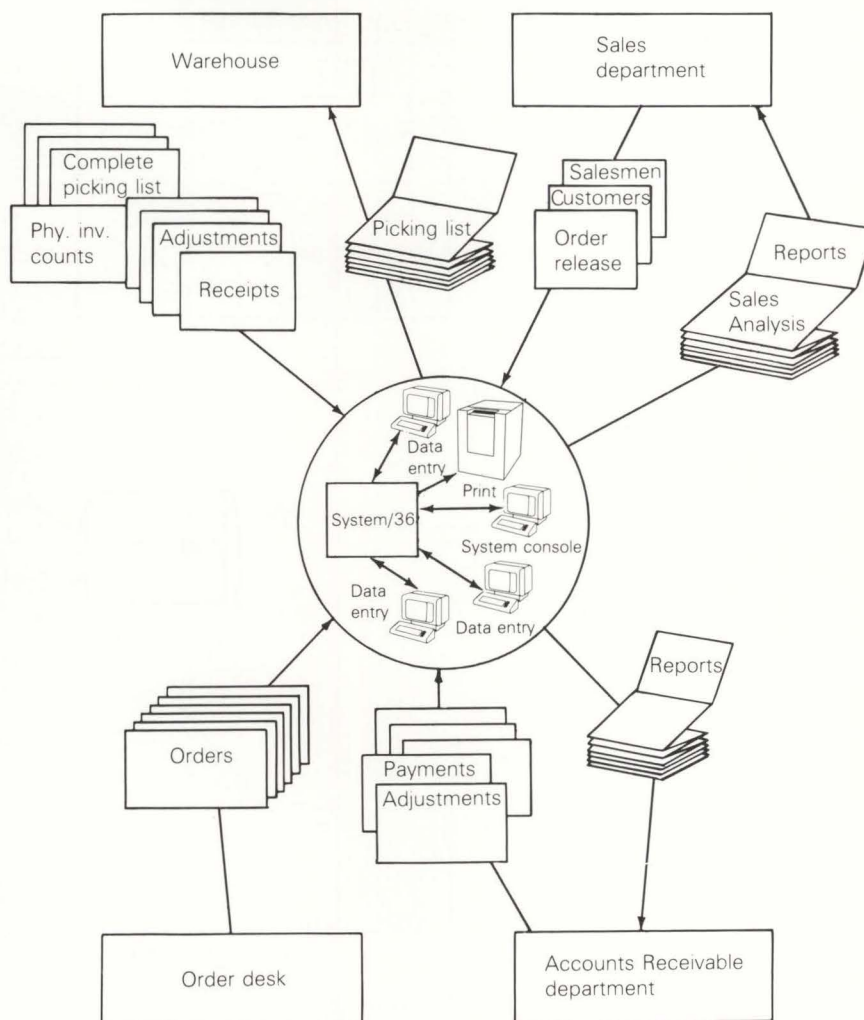 Warehouse
Sales
department
Complete
picking list
Phy. inv.
counts
Adjustments
Receipts
Picking list
Salesmen
Customers
Order
release
Reports
Sales
Analysis
Data
entry
Print
System/36
System console
Data
entry
Data entry
Orders
Payments
Adjustments
Reports
Order desk
Accounts Receivable
department